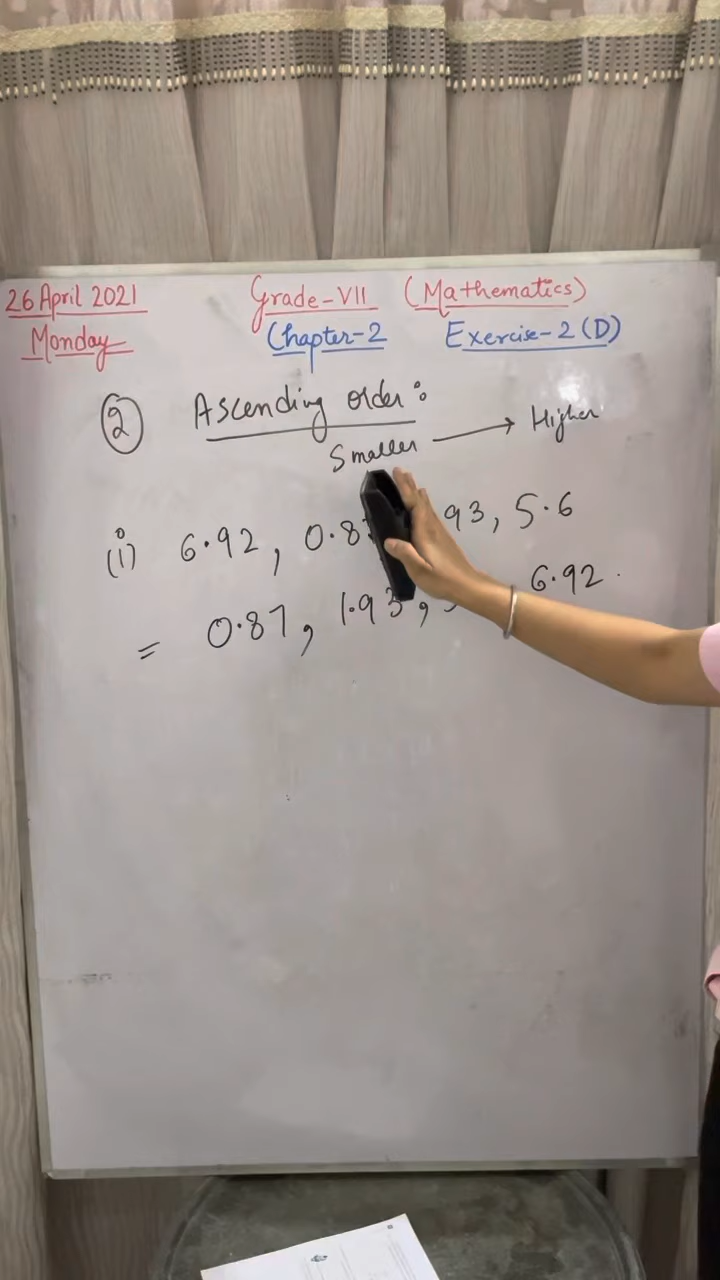 26 April 2021 Grade-VII (Mathematics)
Monday Chapter-2 Exercise-2(D)
② Ascending order:
Smaller → Higher
(i) 6.92, 0.8 93, 5.6
= 0.87, 1.93, 6.92.